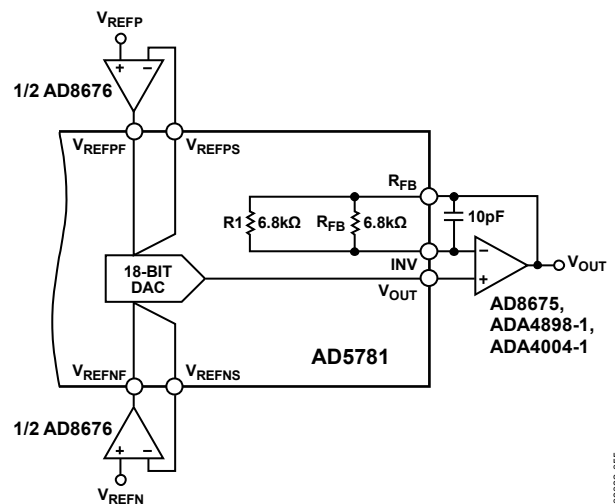 VREFP
1/2 AD8676
VREFPF
VREFPS
RFB
R1
6.8kΩ
RFB
6.8kΩ
10pF
18-BIT
DAC
INV
VOUT
VOUT
AD8675,
ADA4898-1,
ADA4004-1
AD5781
VREFNF
VREFNS
1/2 AD8676
VREFN